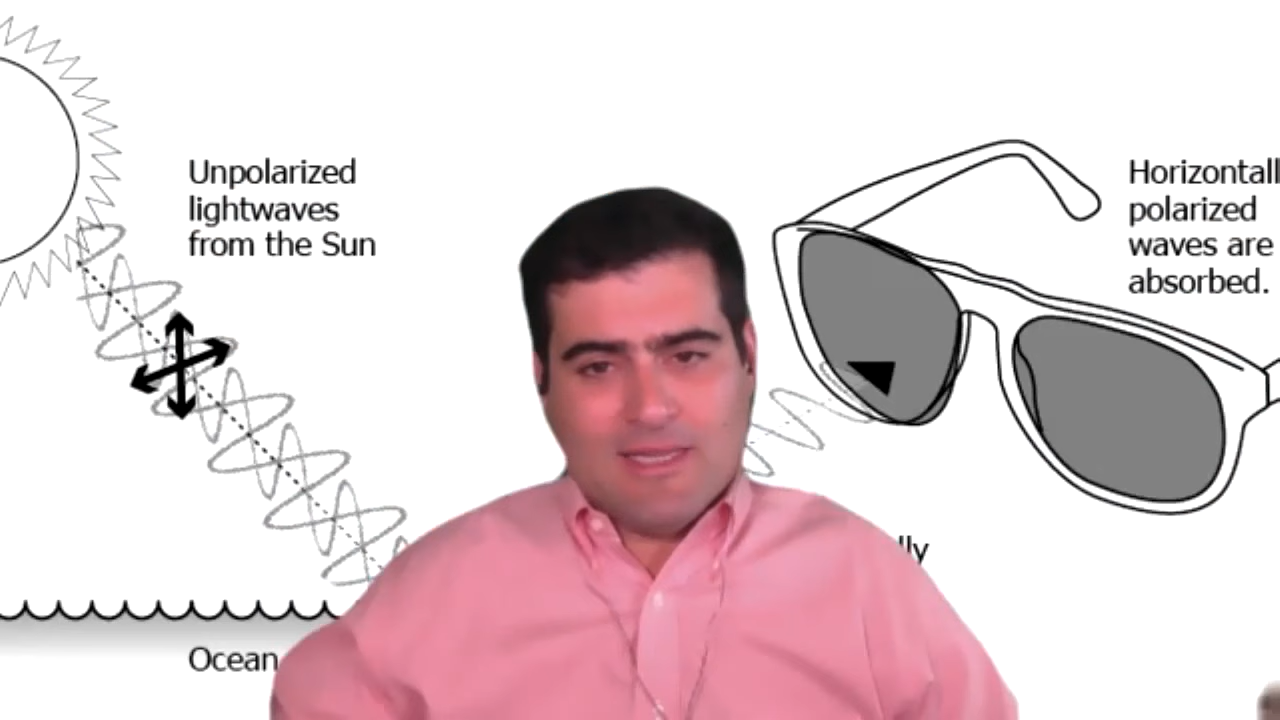 Unpolarized
lightwaves
from the Sun
Horizontall
polarized
waves are
absorbed.
lly
Ocean